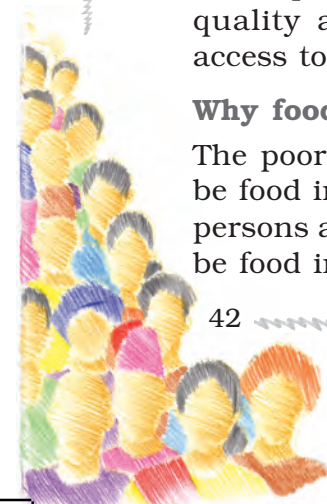 quality a
access to
Why food
The poor
be food in
persons a
be food in
42